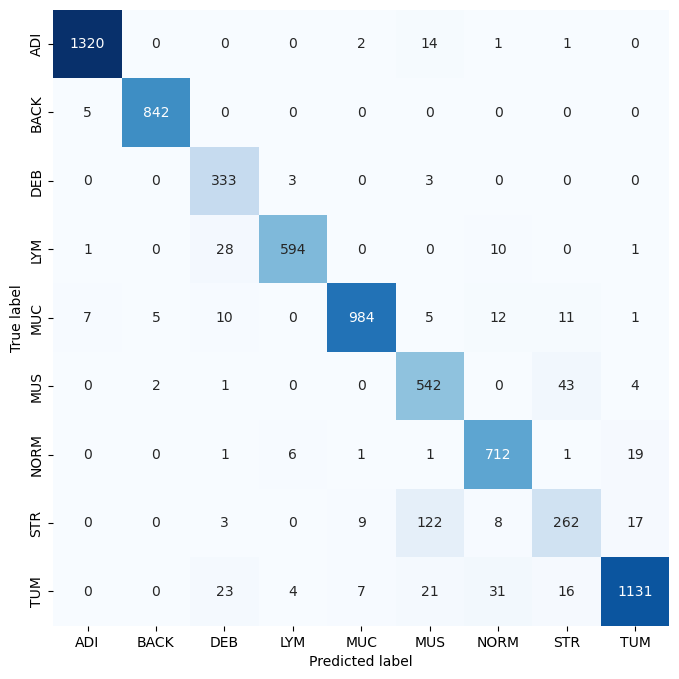 ADI 1320 0 0 0 2 14 1 1 0
BACK 5 842 0 0 0 0 0 0 0
DEB 0 0 333 3 0 3 0 0 0
LYM 1 0 28 594 0 0 10 0 1
MUC 7 5 10 0 984 5 12 11 1
MUS 0 2 1 0 0 542 0 43 4
NORM 0 0 1 6 1 1 712 1 19
STR 0 0 3 0 9 122 8 262 17
TUM 0 0 23 4 7 21 31 16 1131
True label
ADI BACK DEB LYM MUC MUS NORM STR TUM
Predicted label